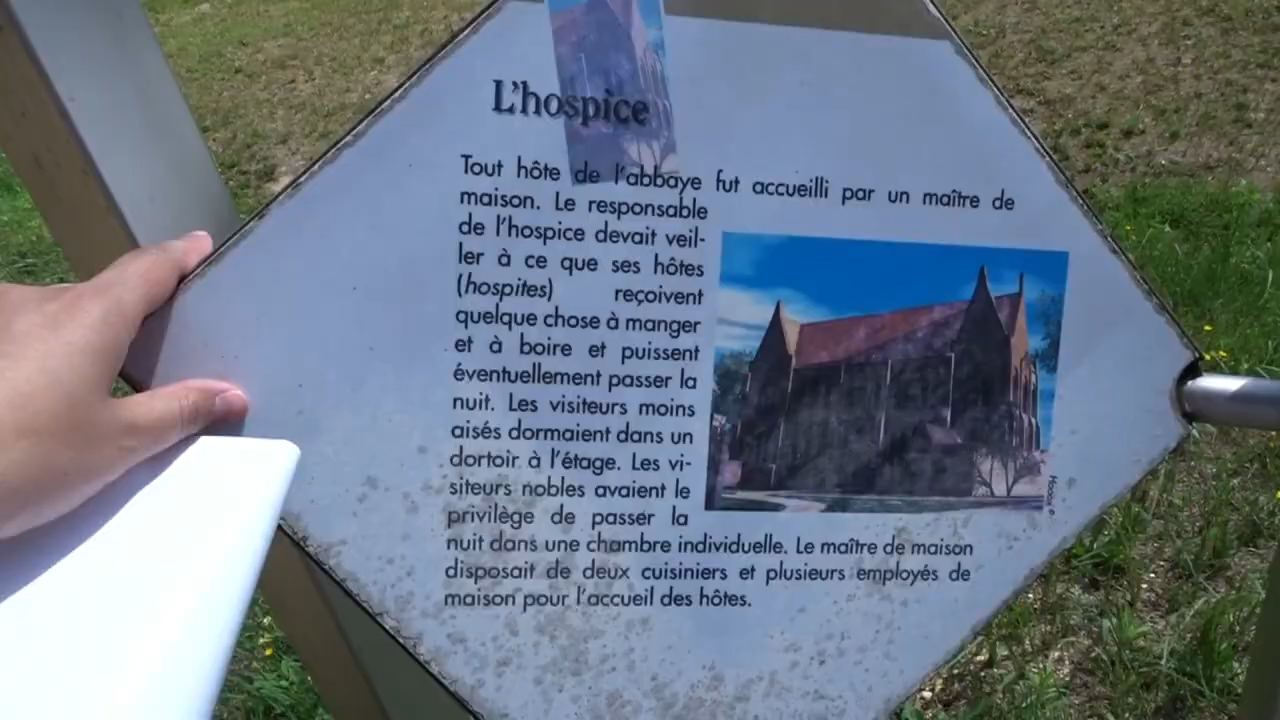 L'hospice
Tout hôte de l'abbaye fut accueilli par un maître de
maison. Le responsable
de l'hospice devait veil-
ler à ce que ses hôtes
(hospites) reçoivent
quelque chose à manger
et à boire et puissent
éventuellement passer la
nuit. Les visiteurs moins
aisés dormaient dans un
dortoir à l'étage. Les vi-
siteurs nobles avaient le
privilège de passer la
nuit dans une chambre individuelle. Le maître de maison
disposait de deux cuisiniers et plusieurs employés de
maison pour l'accueil des hôtes.